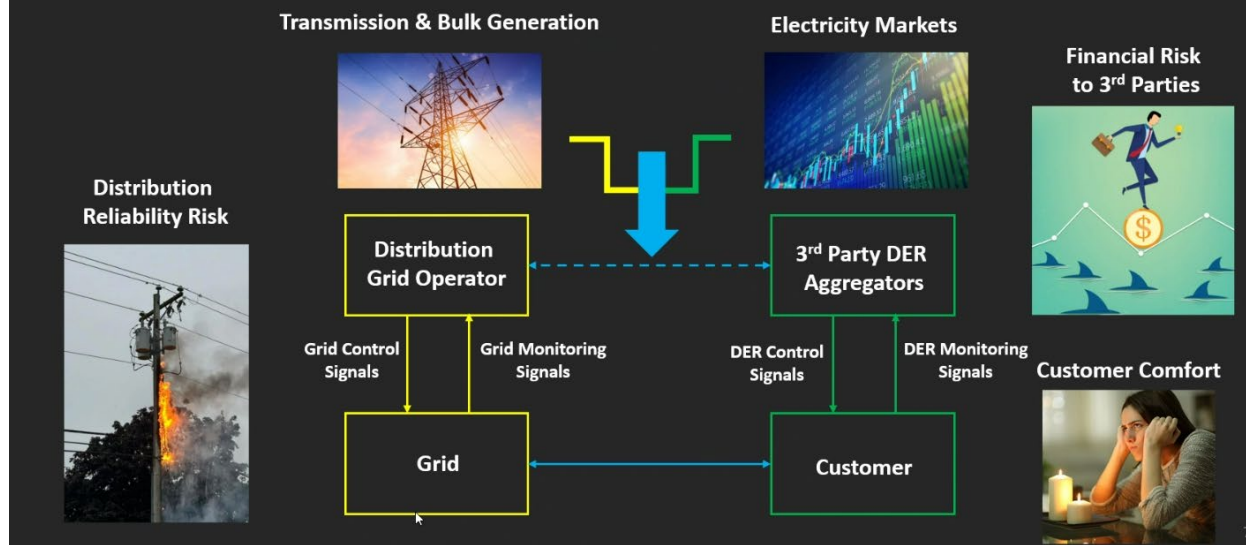 Transmission & Bulk Generation
Electricity Markets
Financial Risk
to 3rd Parties
Distribution
Reliability Risk
Distribution
Grid Operator
3rd Party DER
Aggregators
$
Grid Control
Signals
Grid Monitoring
Signals
DER Control
Signals
DER Monitoring
Signals
Customer Comfort
Grid
Customer